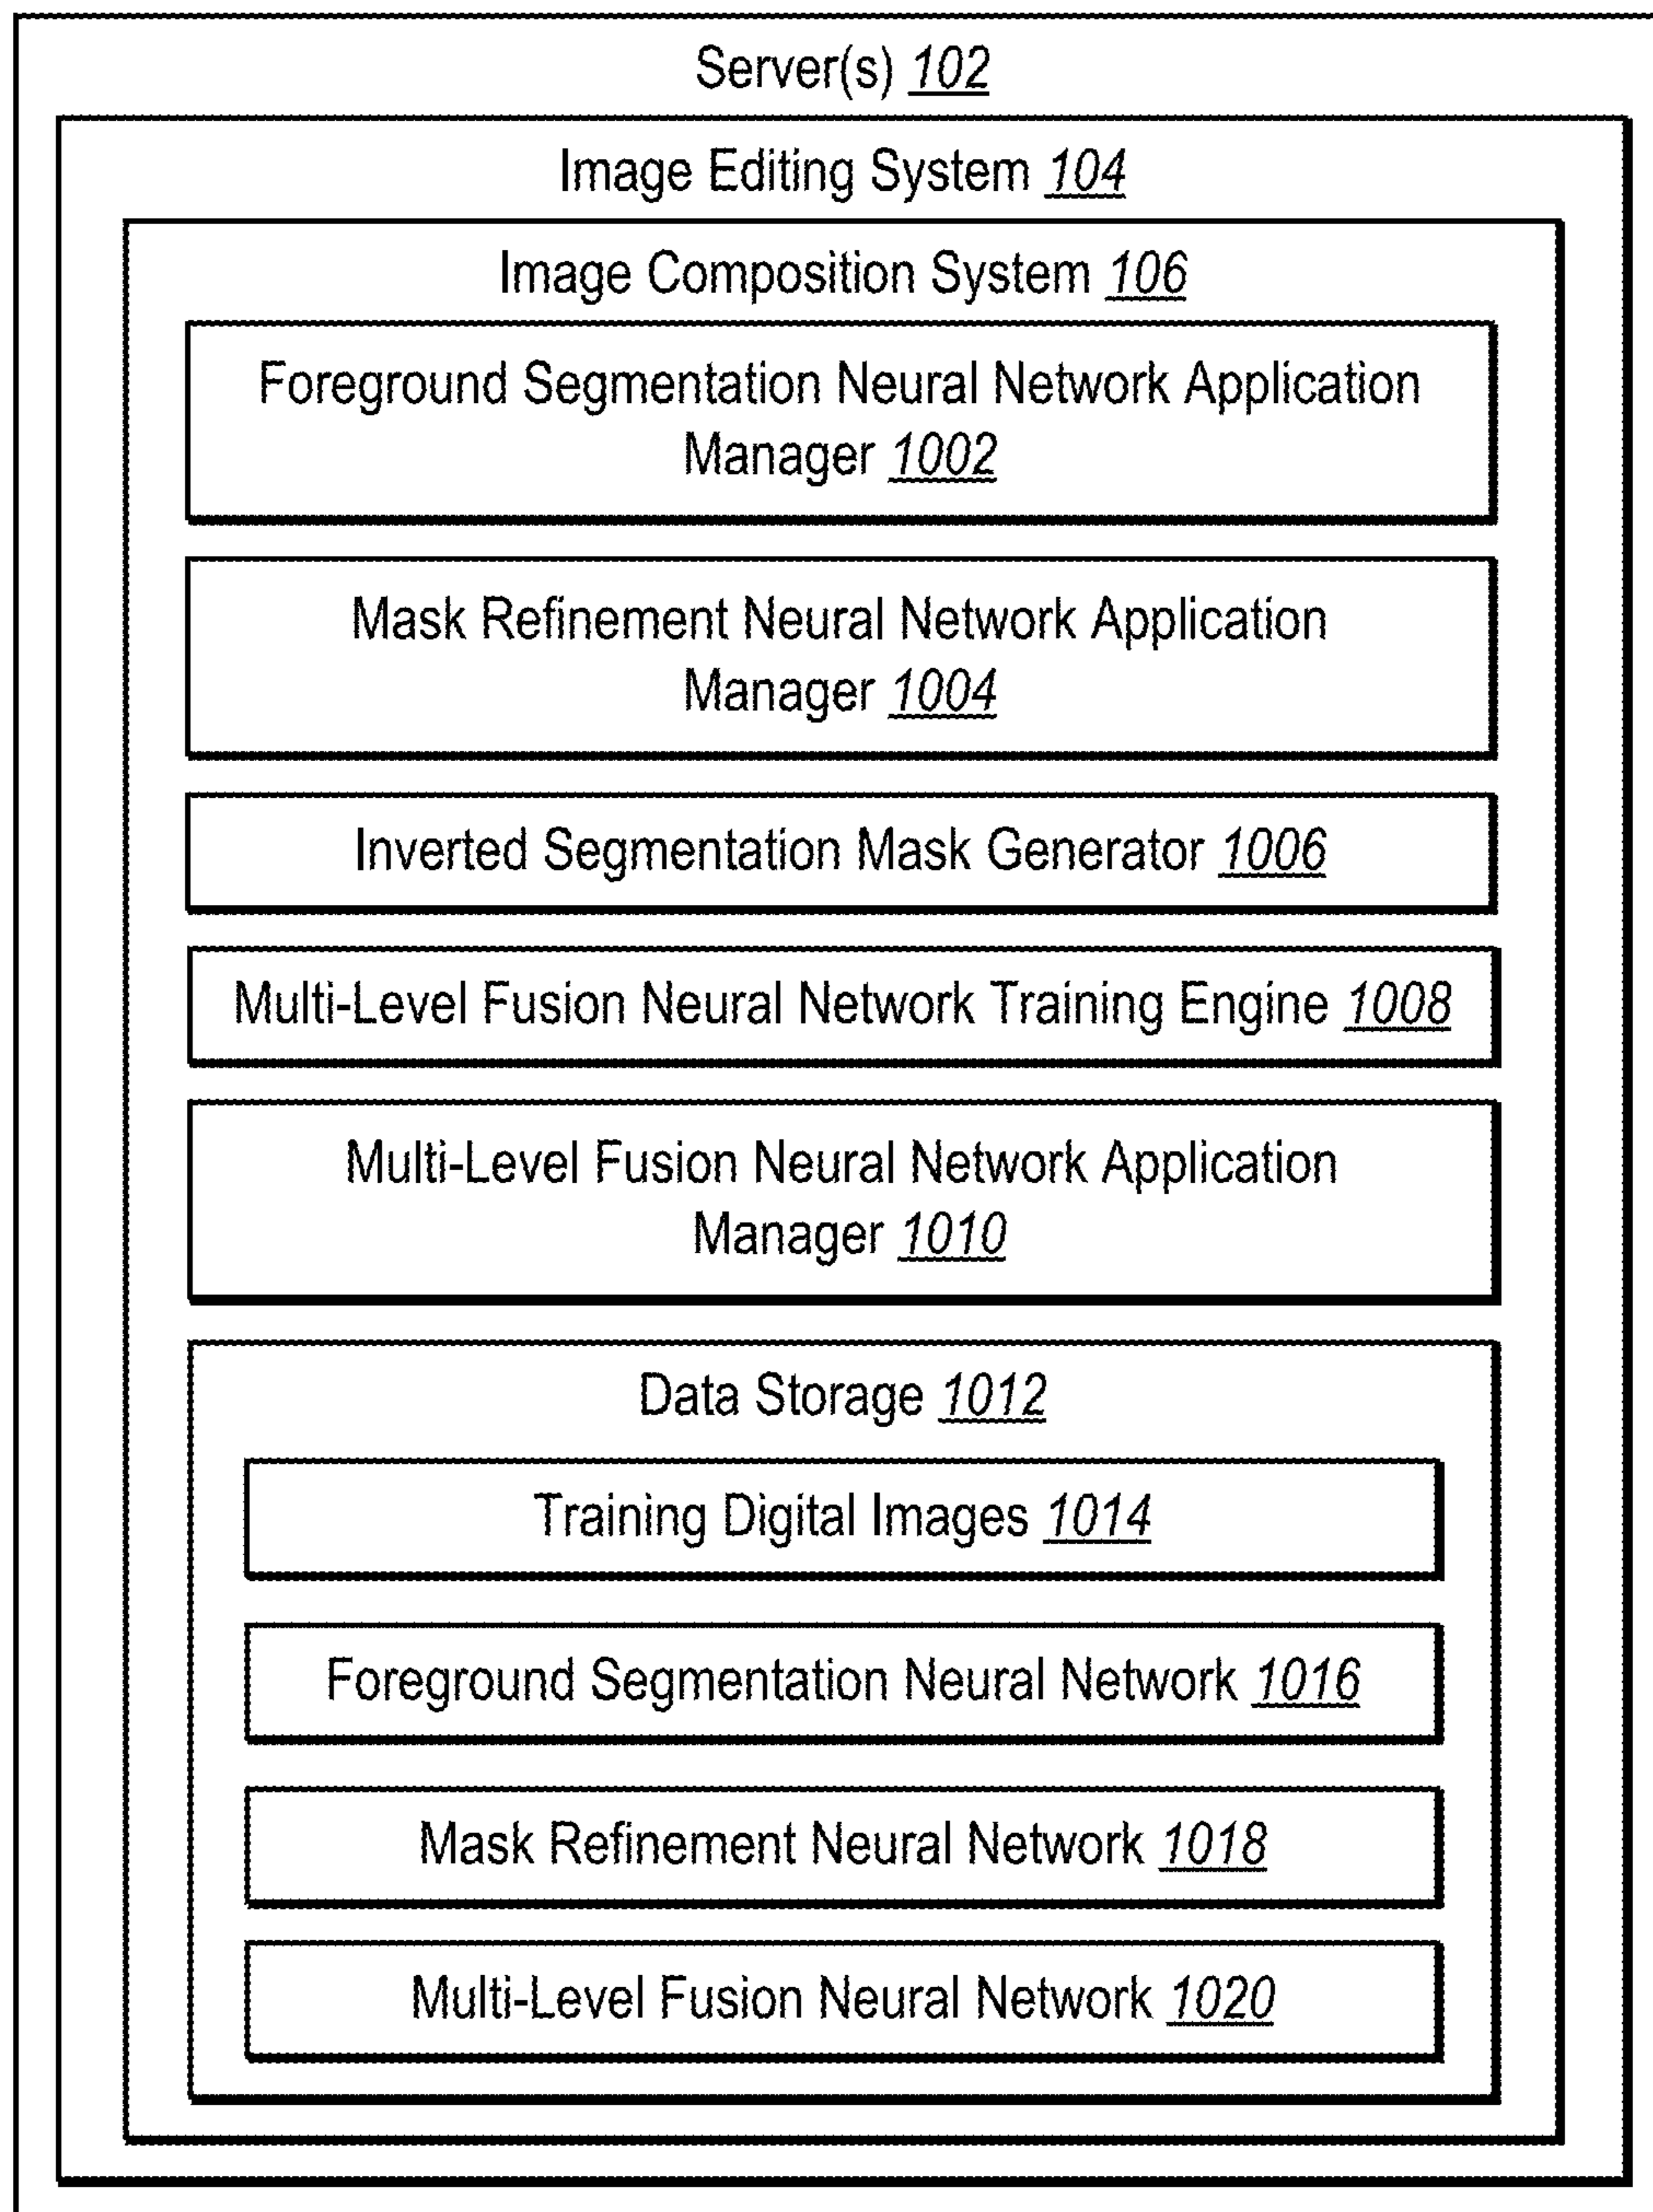 Server(s) 102
Image Editing System 104
Image Composition System 106
Foreground Segmentation Neural Network Application
Manager 1002
Mask Refinement Neural Network Application
Manager 1004
Inverted Segmentation Mask Generator 1006
Multi-Level Fusion Neural Network Training Engine 1008
Multi-Level Fusion Neural Network Application
Manager 1010
Data Storage 1012
Training Digital Images 1014
Foreground Segmentation Neural Network 1016
Mask Refinement Neural Network 1018
Multi-Level Fusion Neural Network 1020